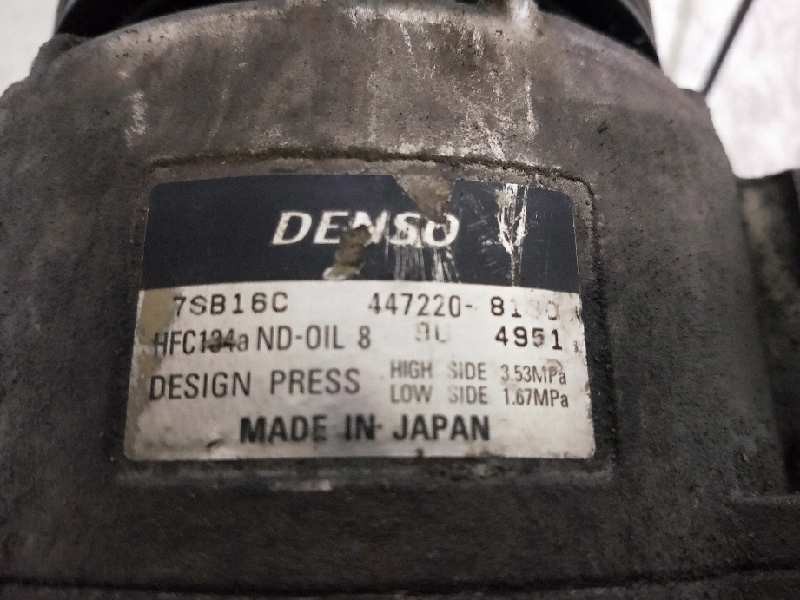 DENSO
7SB16C
HFC134a ND-OIL 8 4951
DESIGN PRESS HIGH SIDE 3.53MPa
LOW SIDE 1.67MPa
MADE IN JAPAN